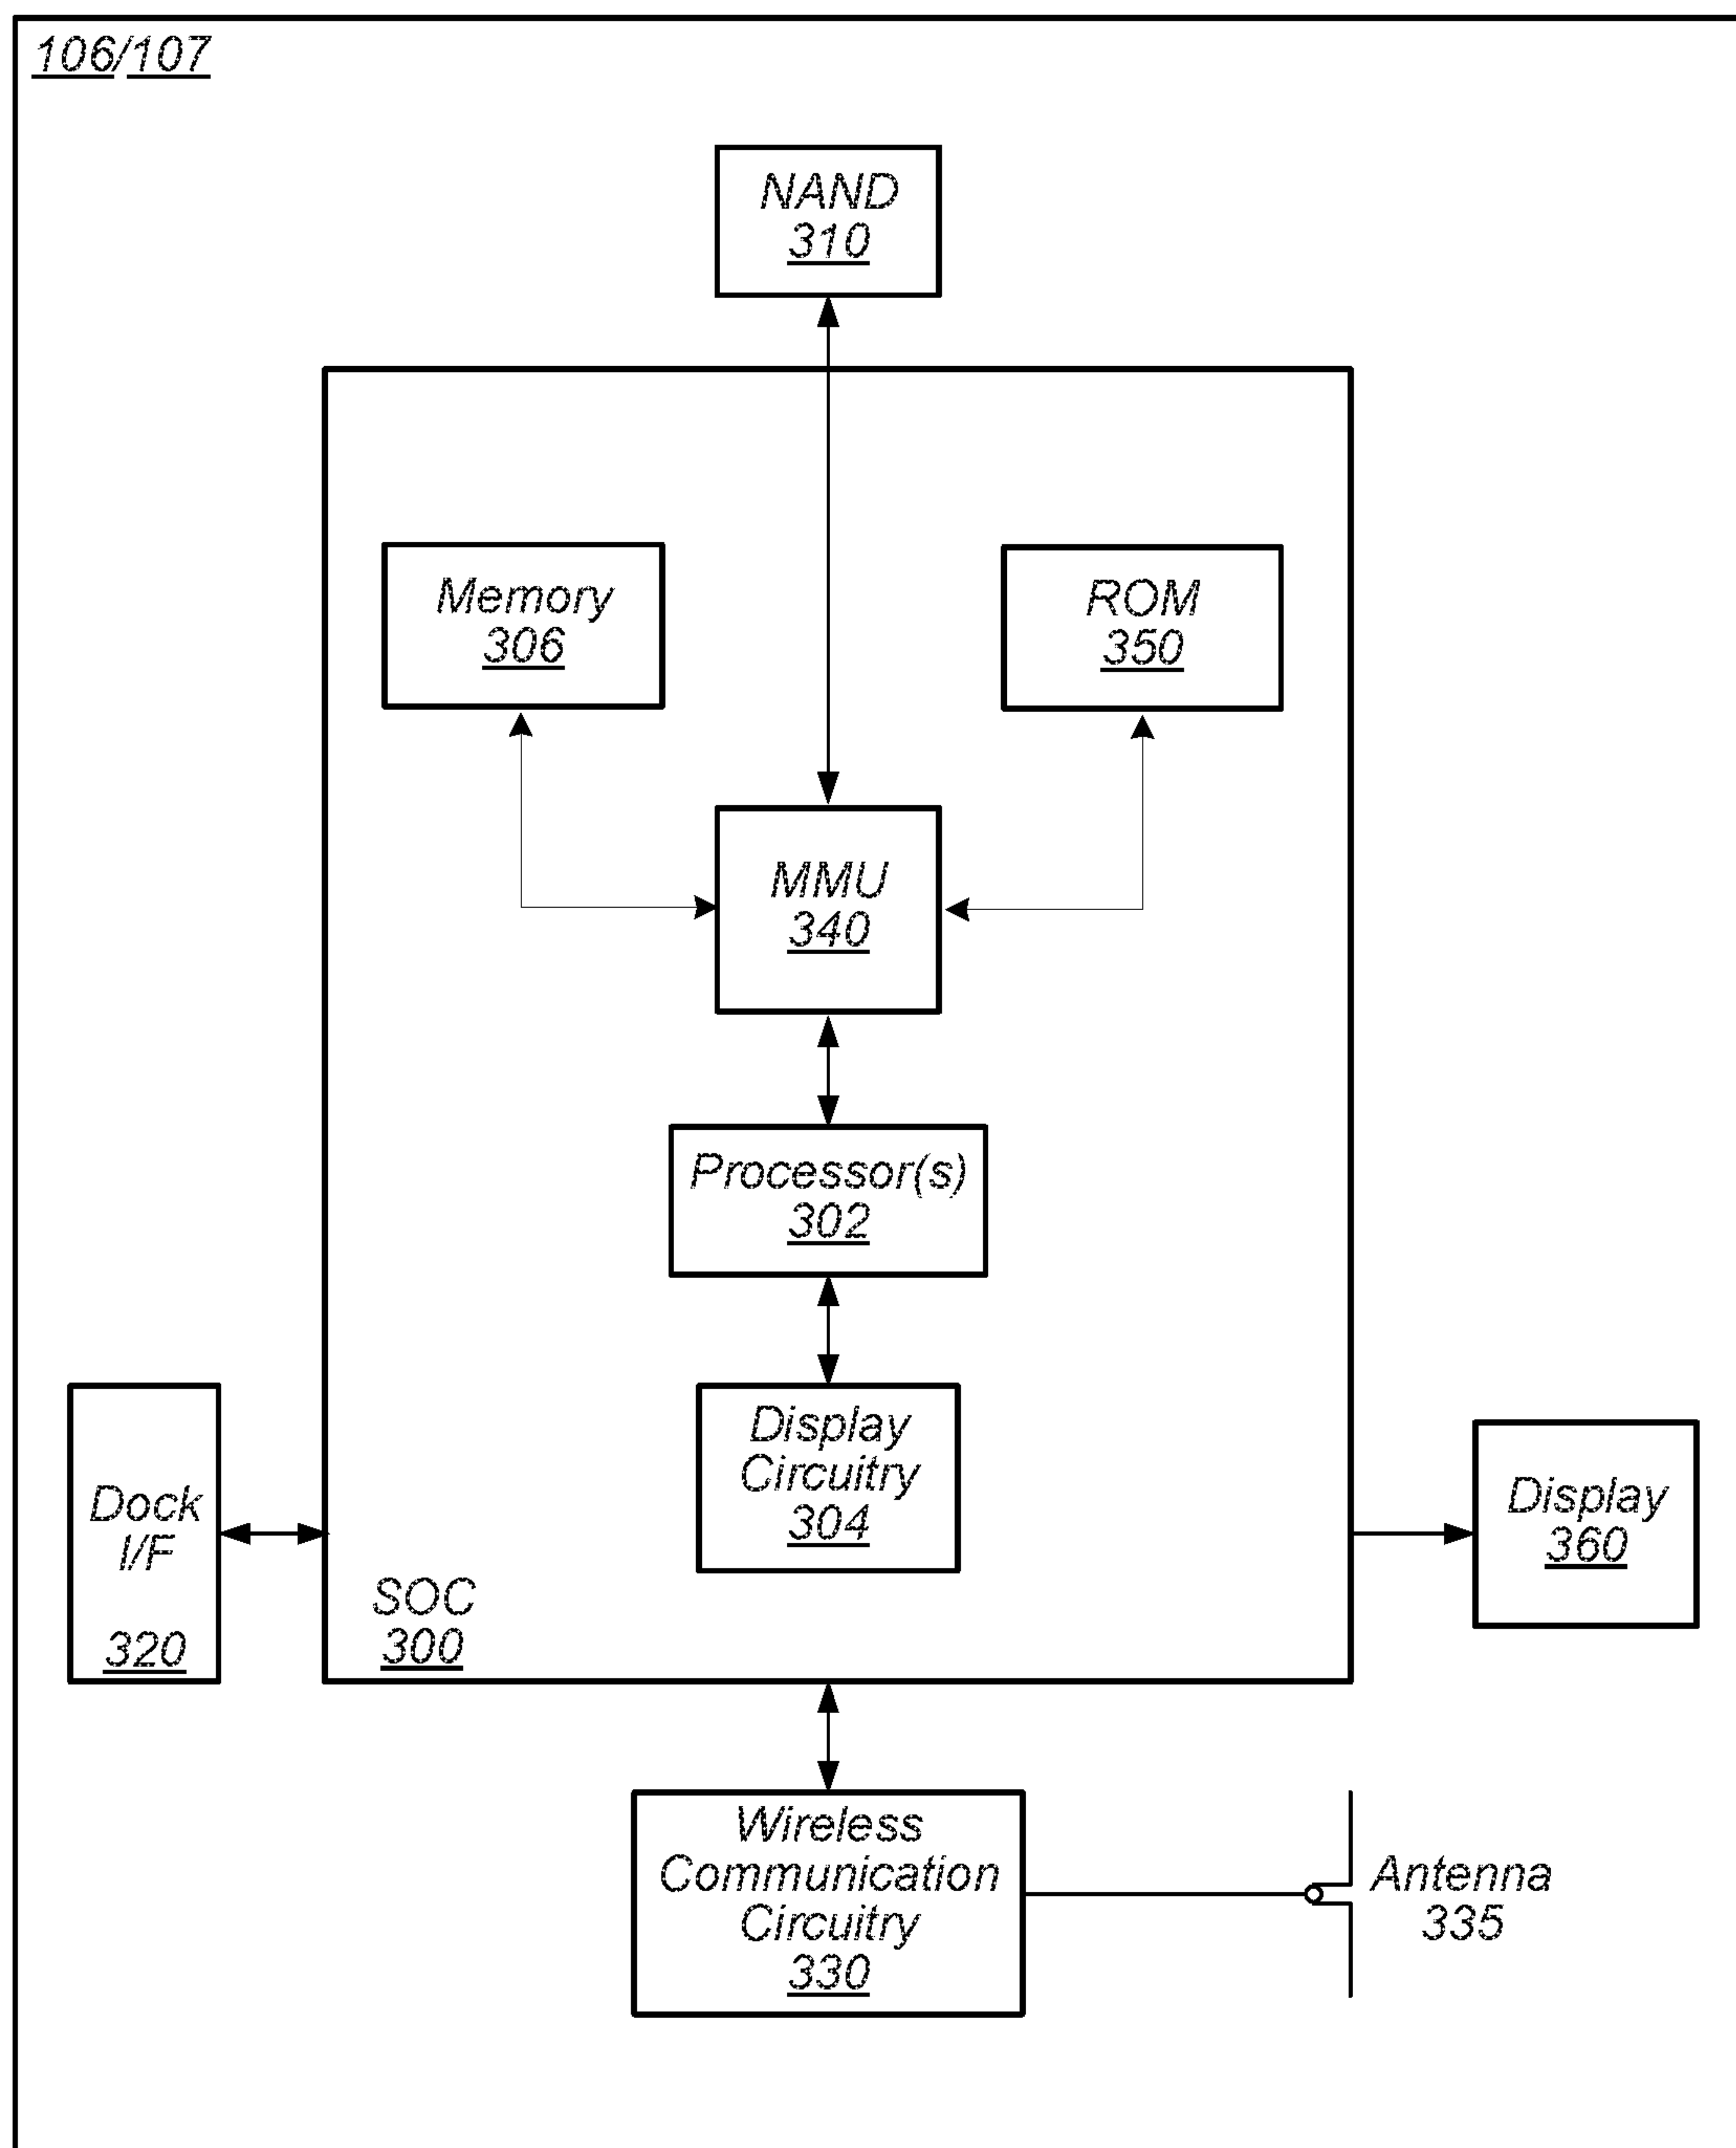 106/107
NAND
310
Memory
306
ROM
350
MMU
340
Processor(s)
302
Display
Circuitry
304
Dock
I/F
320
SOC
300
Display
360
Wireless
Communication
Circuitry
330
Antenna
335